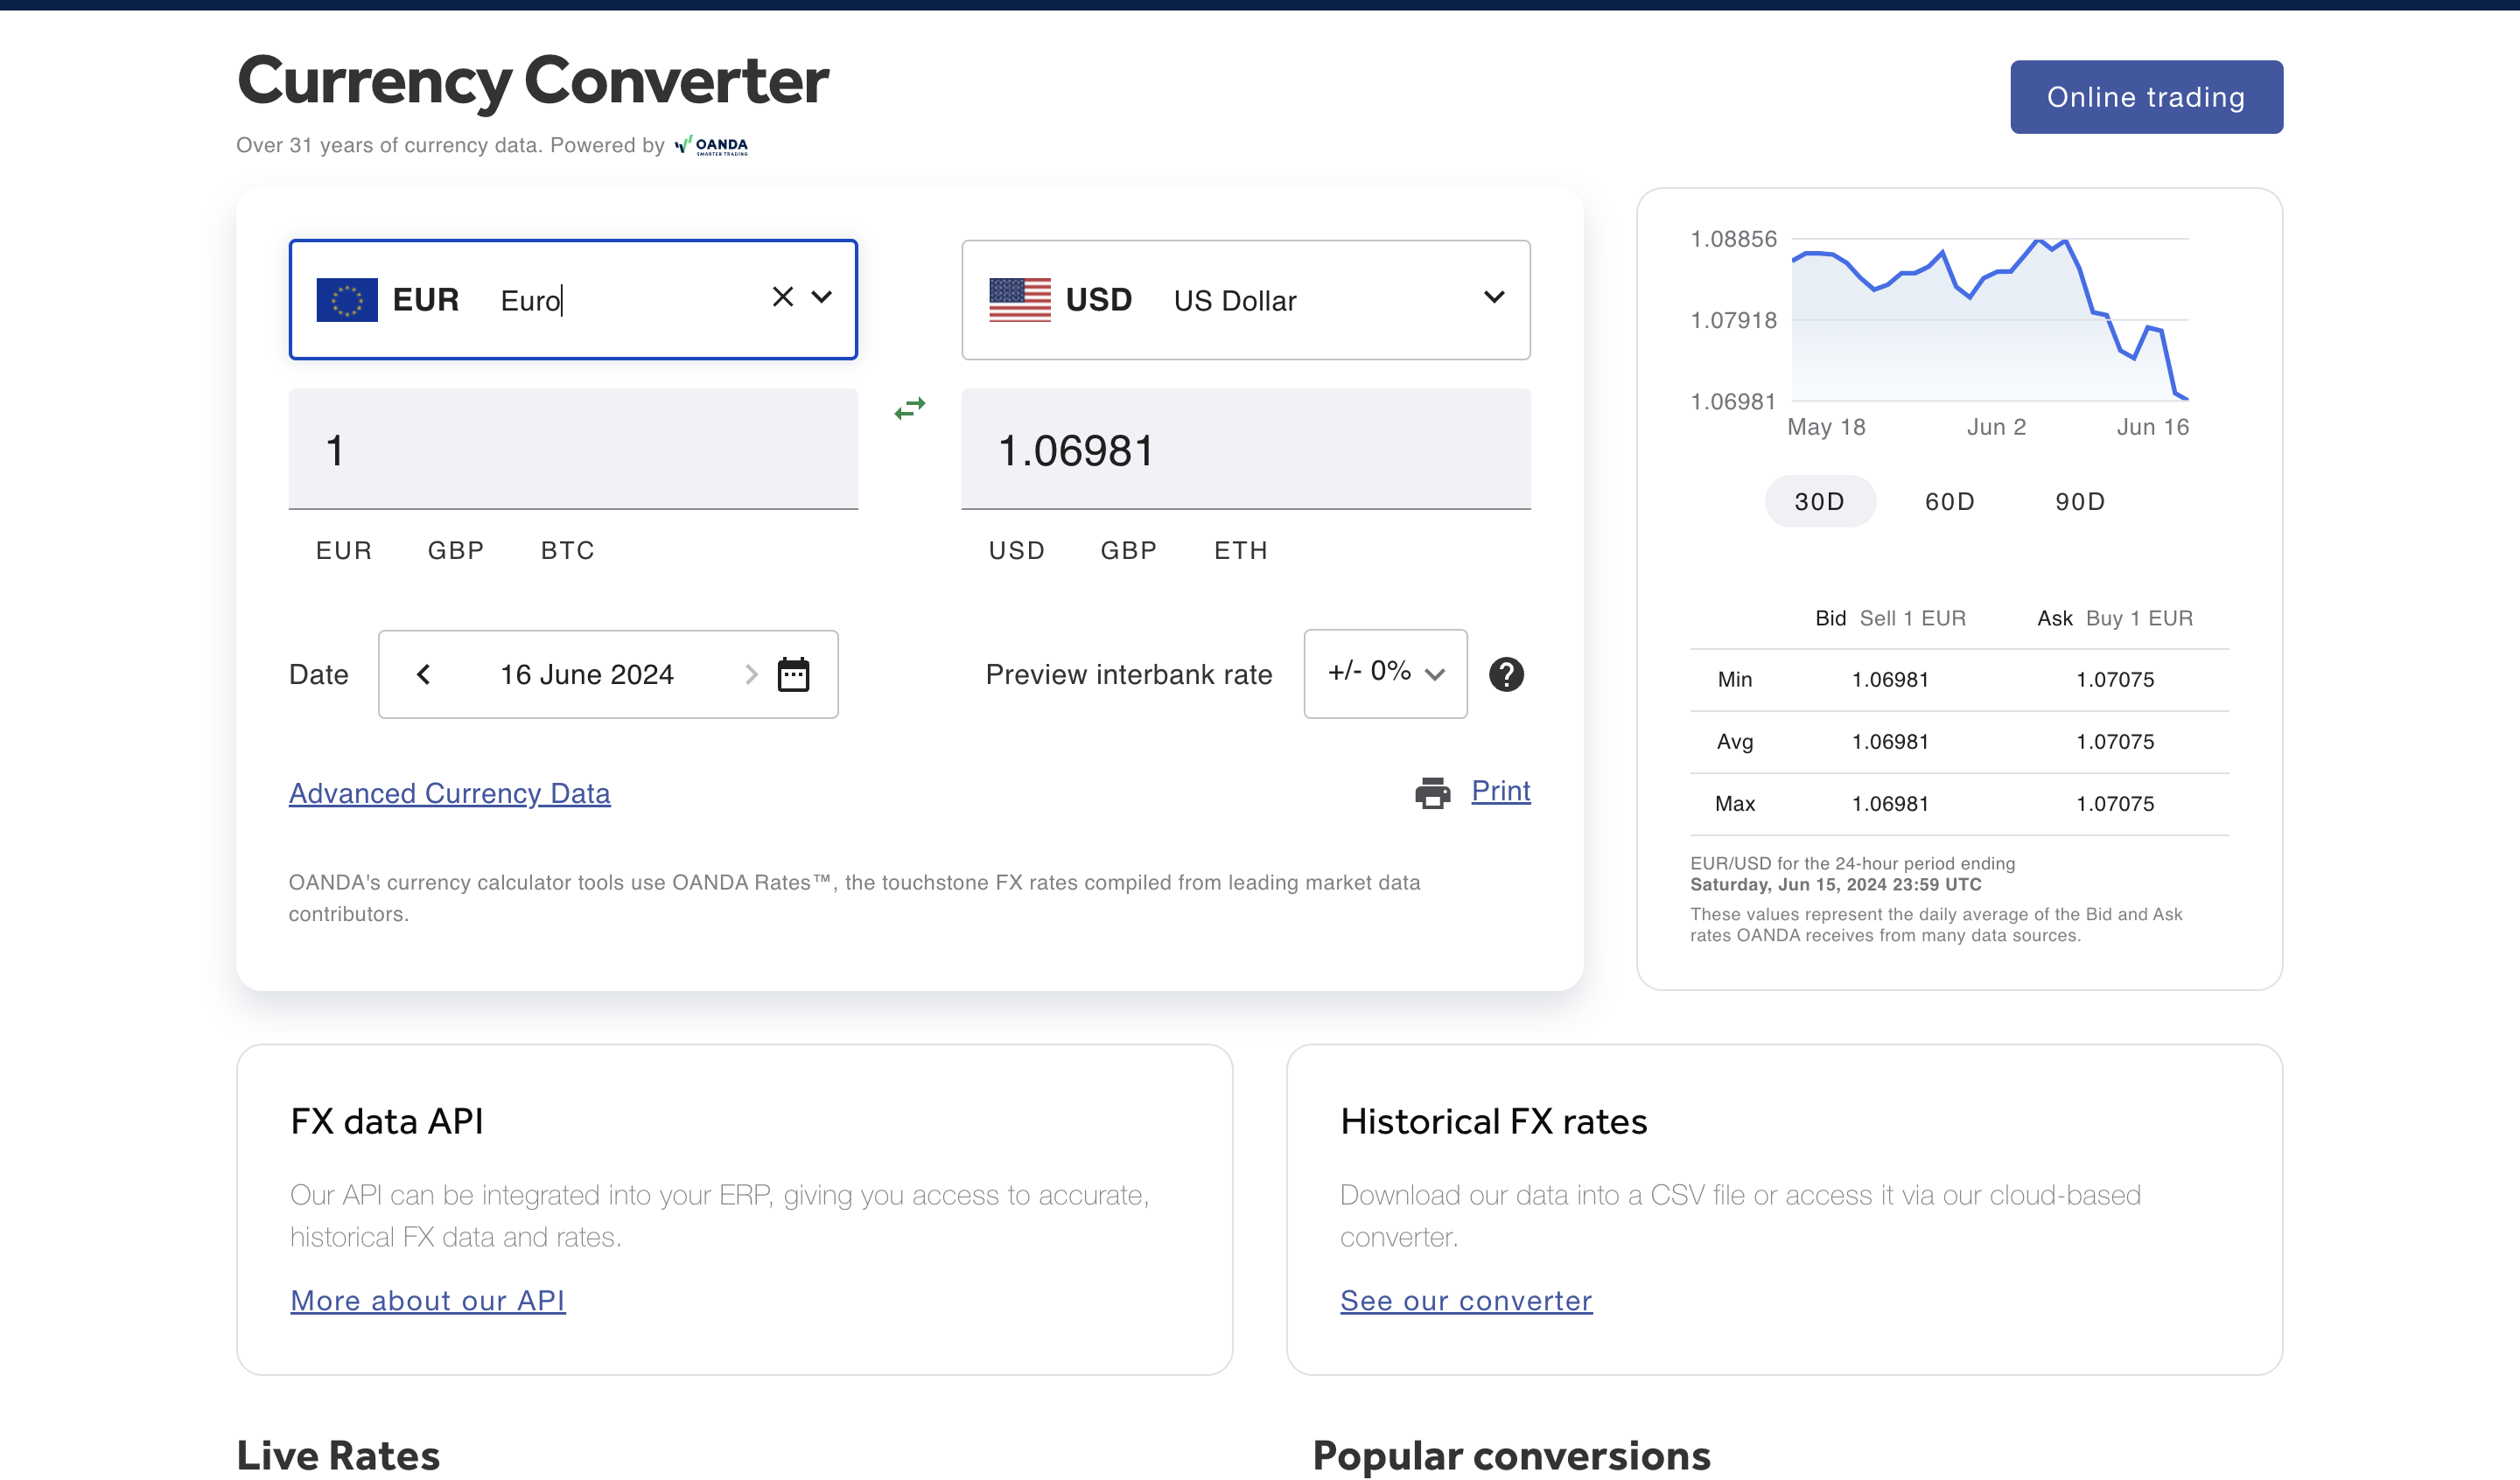 Currency Converter
Online trading
Over 31 years of currency data. Powered by OANDA
SMARTER TRADING
EUR Euro
USD US Dollar
1
1.06981
EUR GBP BTC
USD GBP ETH
Date
16 June 2024
Preview interbank rate
+/- 0%
?
Advanced Currency Data
Print
OANDA's currency calculator tools use OANDA Rates™, the touchstone FX rates compiled from leading market data
contributors.
1.08856
1.07918
1.06981
May 18 Jun 2 Jun 16
30D 60D 90D
Bid Sell 1 EUR Ask Buy 1 EUR
Min 1.06981 1.07075
Avg 1.06981 1.07075
Max 1.06981 1.07075
EUR/USD for the 24-hour period ending
Saturday, Jun 15, 2024 23:59 UTC
These values represent the daily average of the Bid and Ask
rates OANDA receives from many data sources.
FX data API
Our API can be integrated into your ERP, giving you access to accurate,
historical FX data and rates.
More about our API
Historical FX rates
Download our data into a CSV file or access it via our cloud-based
converter.
See our converter
Live Rates
Popular conversions